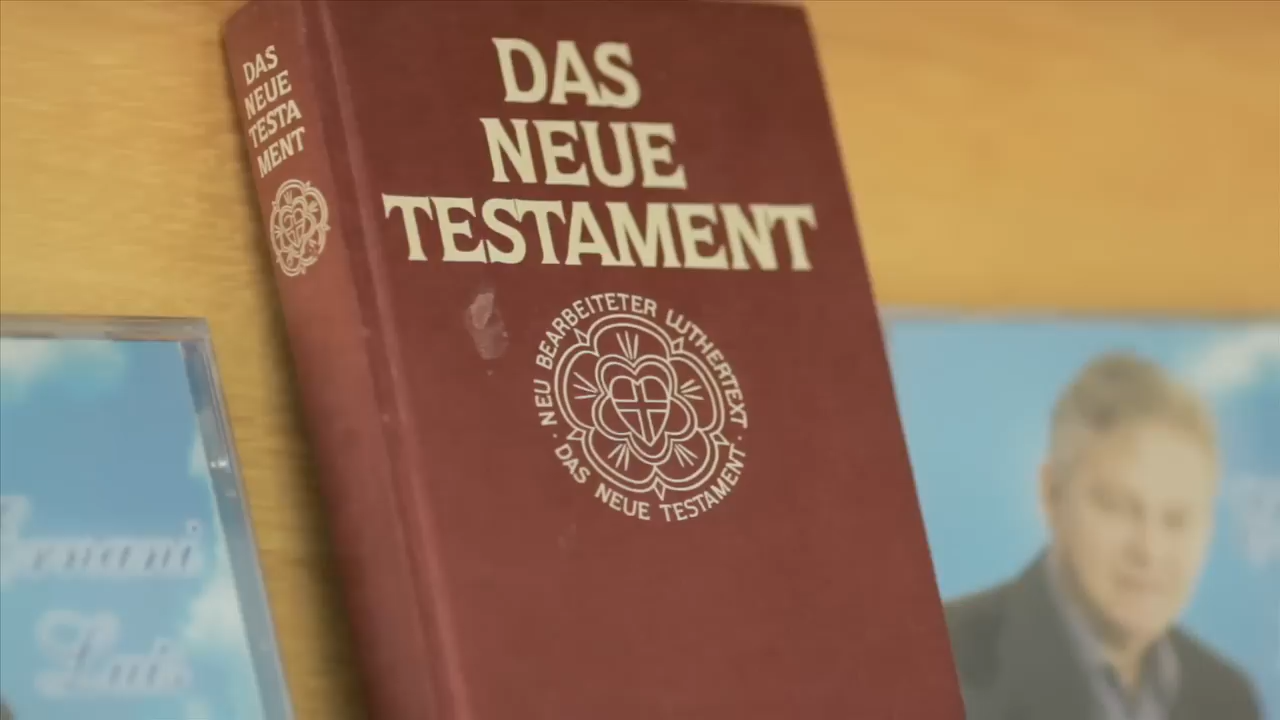 DAS
NEUE
TESTA
MENT
DAS
NEUE
TESTAMENT
NEU BEARBEITETER LUTHERTEXT
· DAS NEUE TESTAMENT ·